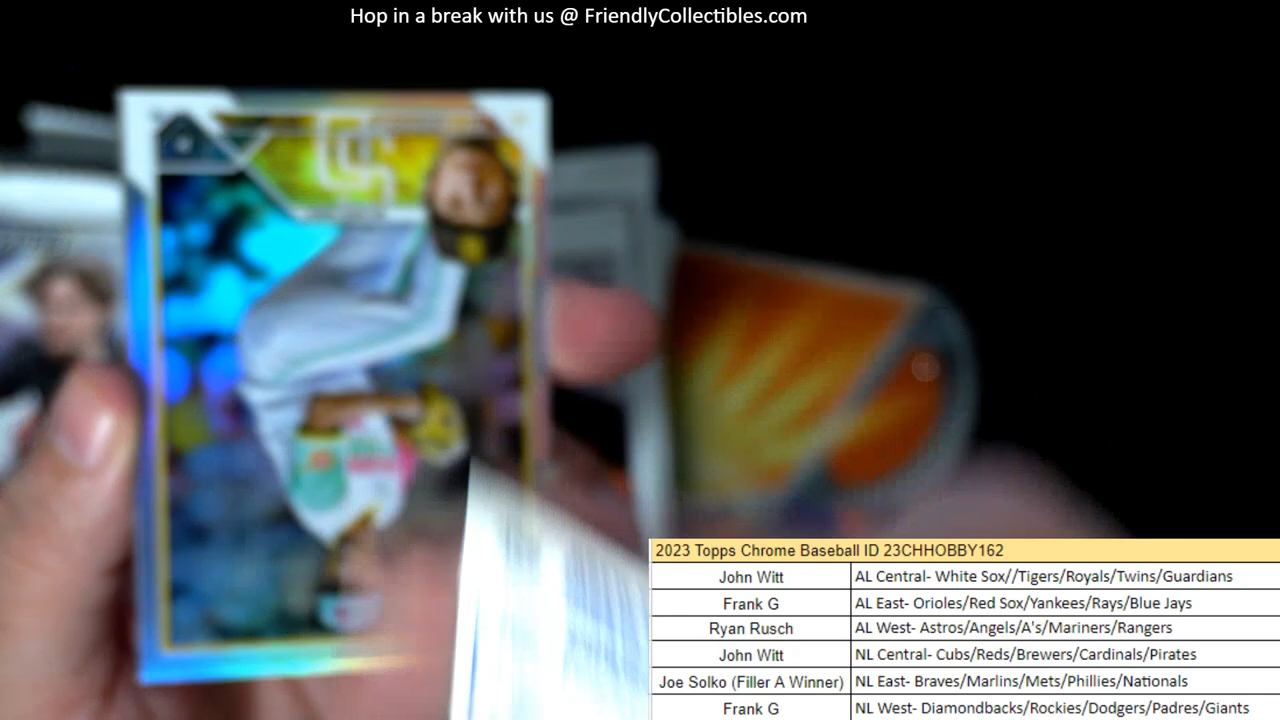 Hop in a break with us @ FriendlyCollectibles.com
2023 Topps Chrome Baseball ID 23CHHOBBY162
John Witt AL Central- White Sox//Tigers/Royals/Twins/Guardians
Frank G AL East- Orioles/Red Sox/Yankees/Rays/Blue Jays
Ryan Rusch AL West- Astros/Angels/A's/Mariners/Rangers
John Witt NL Central- Cubs/Reds/Brewers/Cardinals/Pirates
Joe Solko (Filler A Winner) NL East- Braves/Marlins/Mets/Phillies/Nationals
Frank G NL West- Diamondbacks/Rockies/Dodgers/Padres/Giants